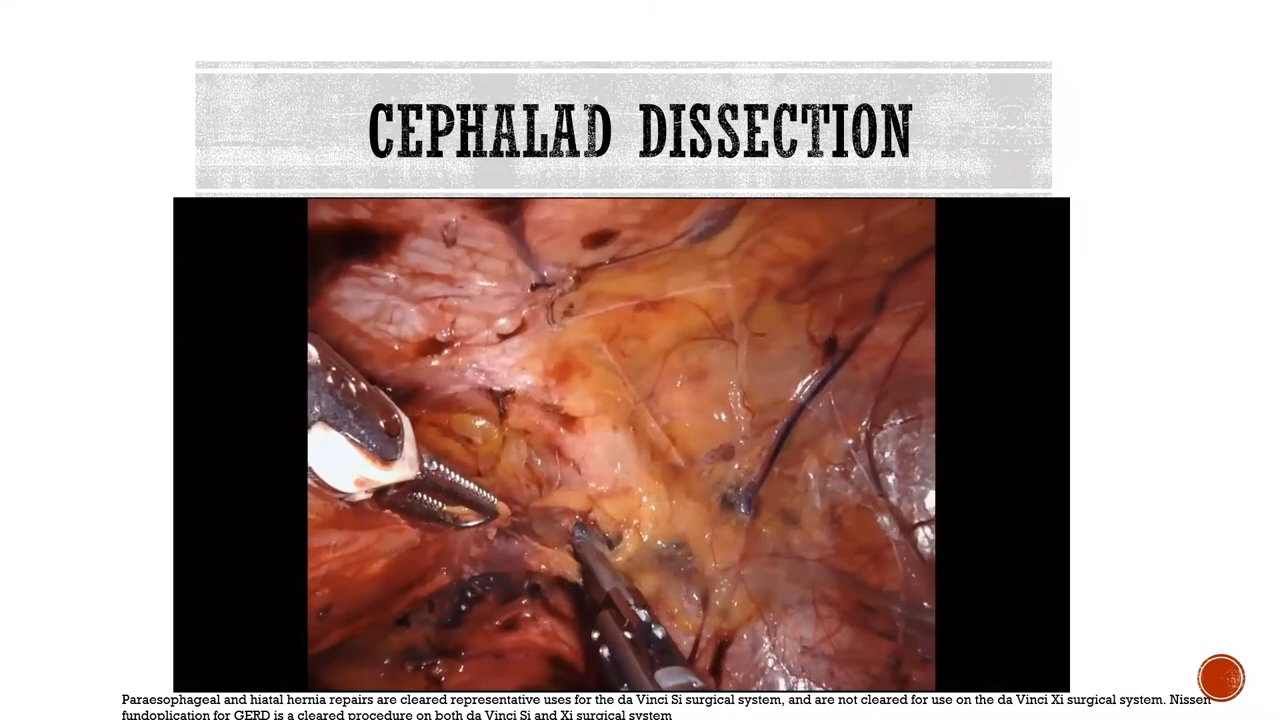 CEPHALAD DISSECTION
Paraesophageal and hiatal hernia repairs are cleared representative uses for the da Vinci Si surgical system, and are not cleared for use on the da Vinci Xi surgical system. Nissen
fundoplication for GERD is a cleared procedure on both da Vinci Si and Xi surgical system